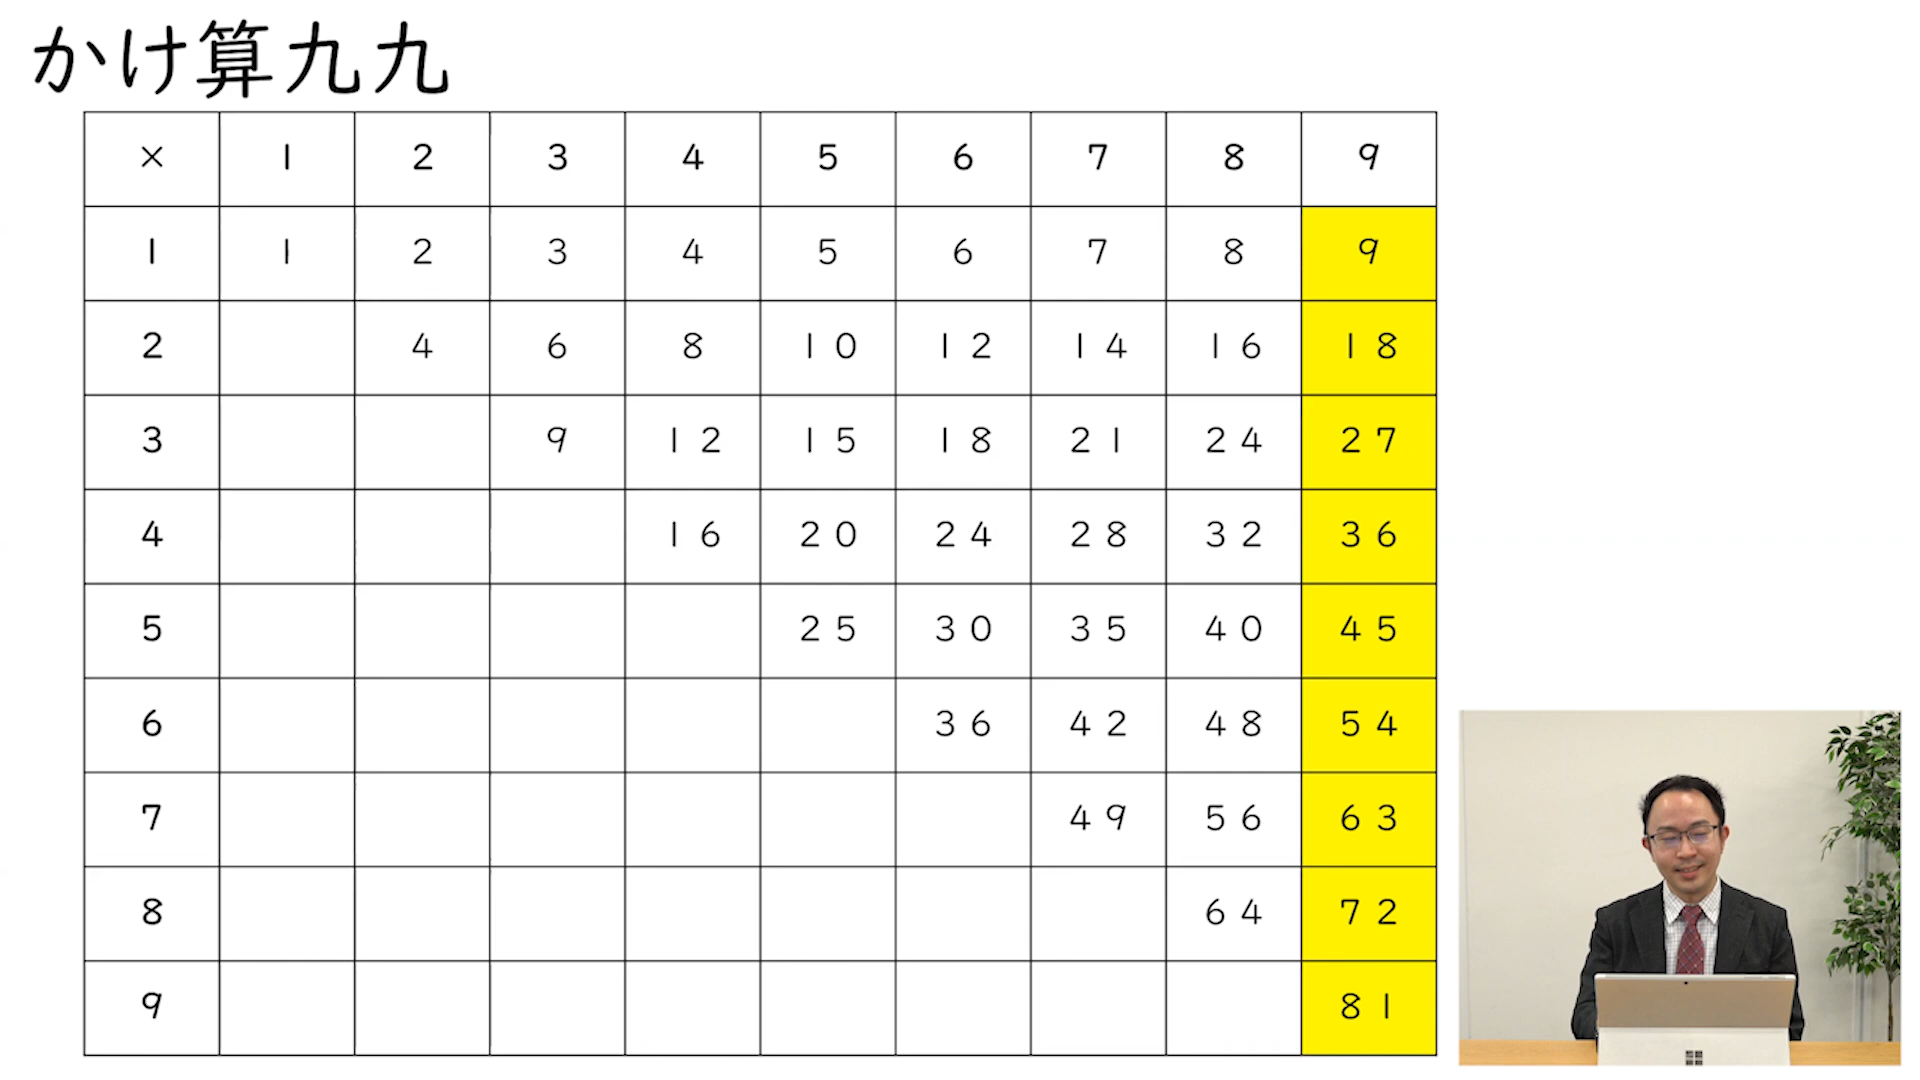 かけ算九九
× 1 2 3 4 5 6 7 8 9
1 1 2 3 4 5 6 7 8 9
2 4 6 8 10 12 14 16 18
3 9 12 15 18 21 24 27
4 16 20 24 28 32 36
5 25 30 35 40 45
6 36 42 48 54
7 49 56 63
8 64 72
9 81